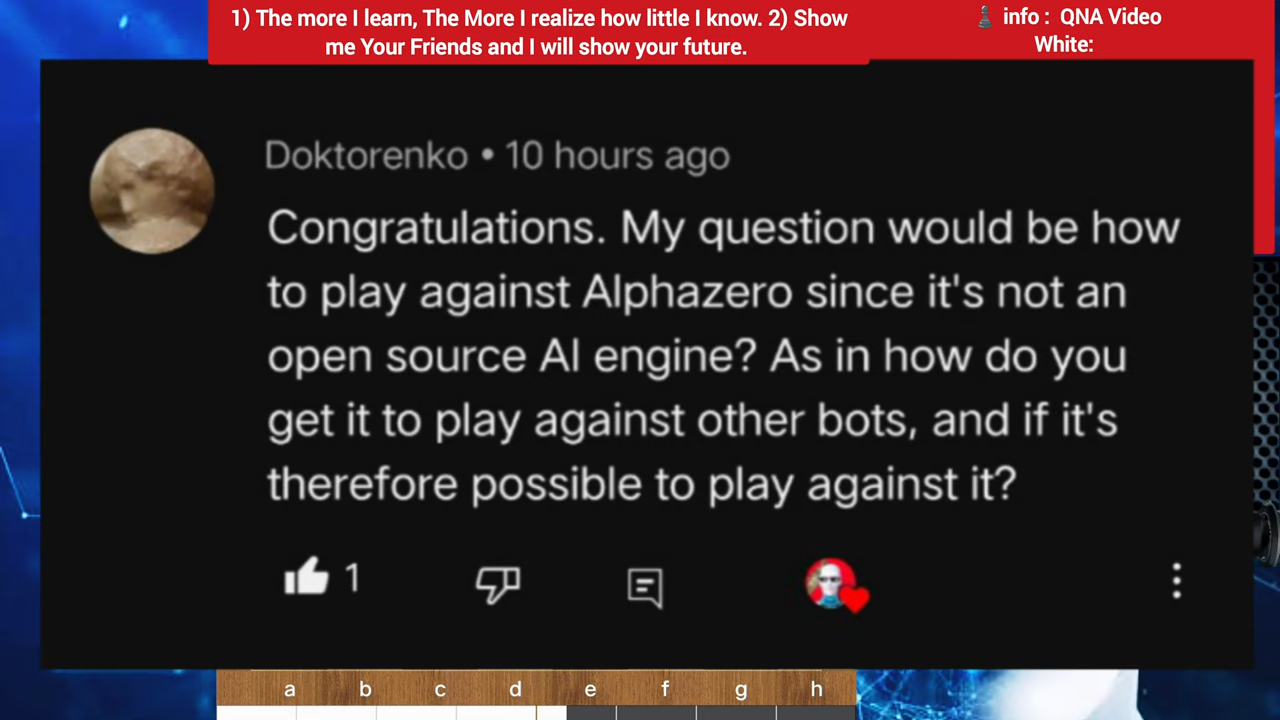 1) The more I learn, The More I realize how little I know. 2) Show
me Your Friends and I will show your future.
♟ info : QNA Video
White:
Doktorenko • 10 hours ago
Congratulations. My question would be how
to play against Alphazero since it's not an
open source AI engine? As in how do you
get it to play against other bots, and if it's
therefore possible to play against it?
1
a b c d e f g h